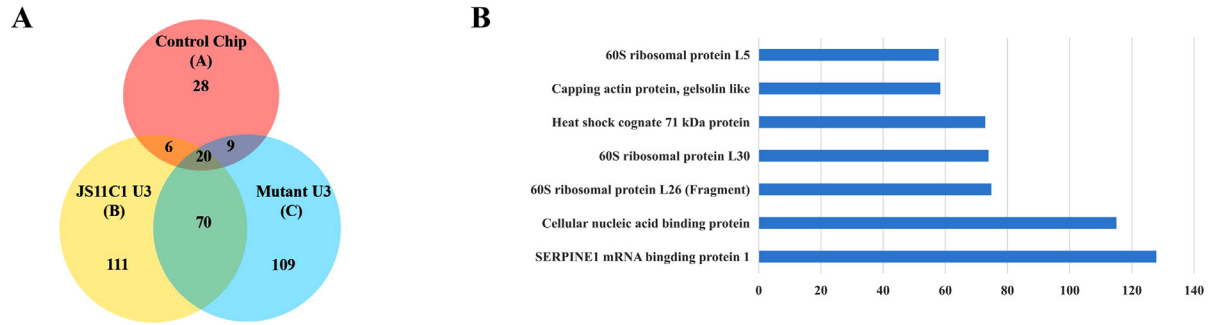 A
Control Chip
(A)
28
6
20
9
JS11C1 U3
(B)
Mutant U3
(C)
70
111
109
B
60S ribosomal protein L5
Capping actin protein, gelsolin like
Heat shock cognate 71 kDa protein
60S ribosomal protein L30
60S ribosomal protein L26 (Fragment)
Cellular nucleic acid binding protein
SERPINE1 mRNA bingding protein 1
0 20 40 60 80 100 120 140